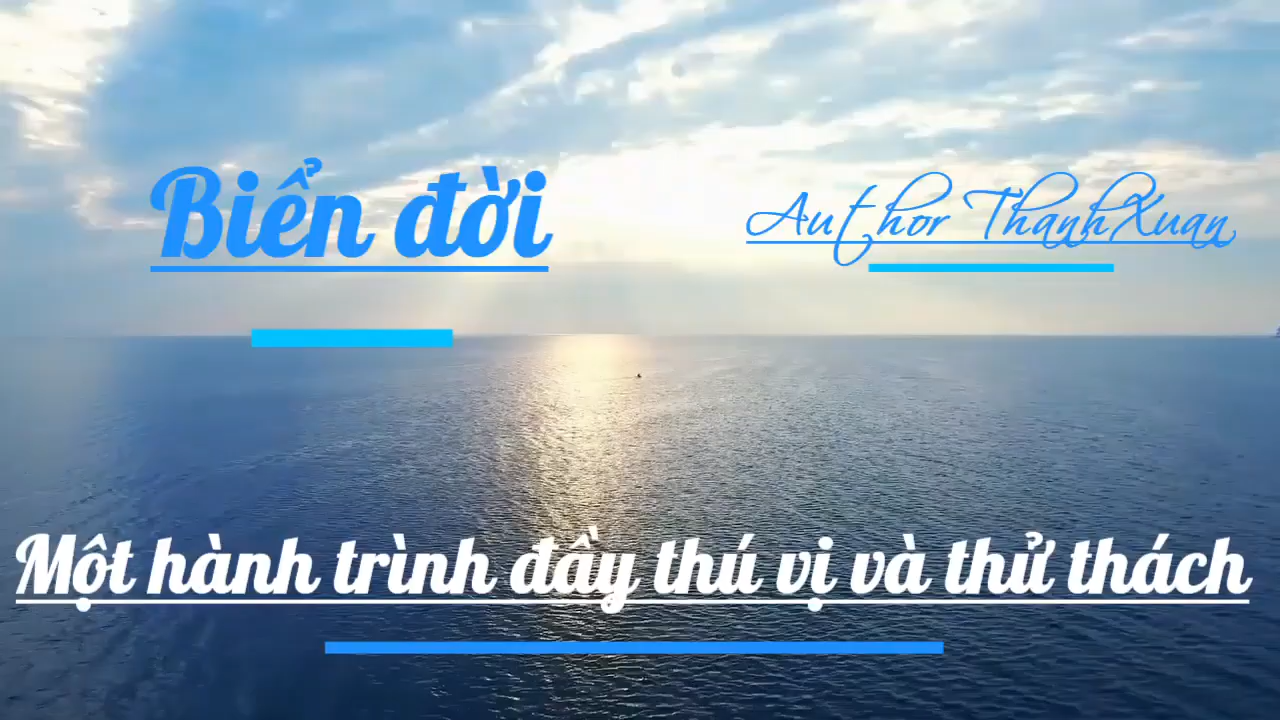 Biển đời
Author ThanhXuan
Một hành trình đầy thú vị và thử thách